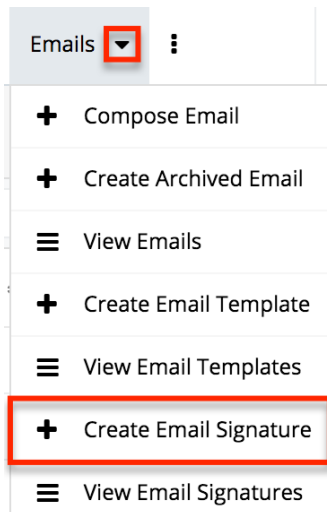 Emails
Compose Email
Create Archived Email
View Emails
Create Email Template
View Email Templates
Create Email Signature
View Email Signatures